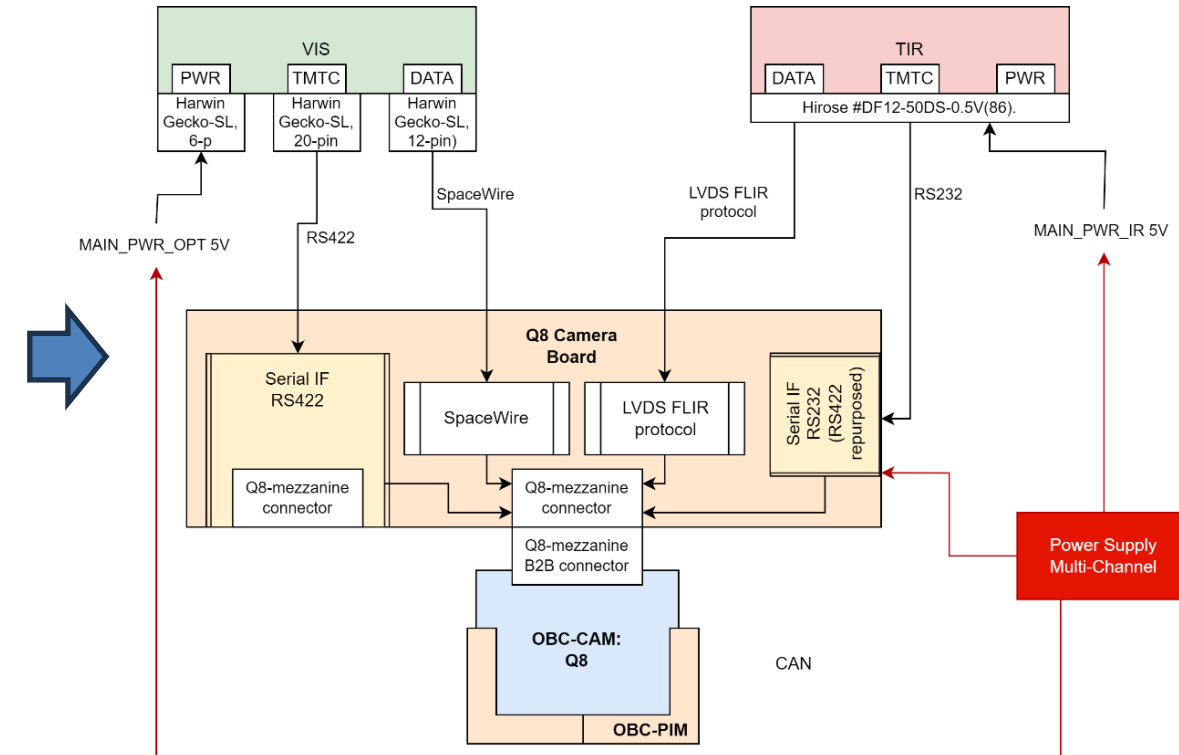 VIS
PWR
TMTC
DATA
Harwin
Gecko-SL,
6-p
Harwin
Gecko-SL,
20-pin
Harwin
Gecko-SL,
12-pin)
TIR
DATA
TMTC
PWR
Hirose #DF12-50DS-0.5V(86).
SpaceWire
LVDS FLIR
protocol
RS232
MAIN_PWR_OPT 5V
RS422
MAIN_PWR_IR 5V
Q8 Camera
Board
Serial IF
RS422
SpaceWire
LVDS FLIR
protocol
Serial IF
RS232
(RS422
repurposed)
Q8-mezzanine
connector
Q8-mezzanine
connector
Q8-mezzanine
B2B connector
Power Supply
Multi-Channel
OBC-CAM:
Q8
CAN
OBC-PIM